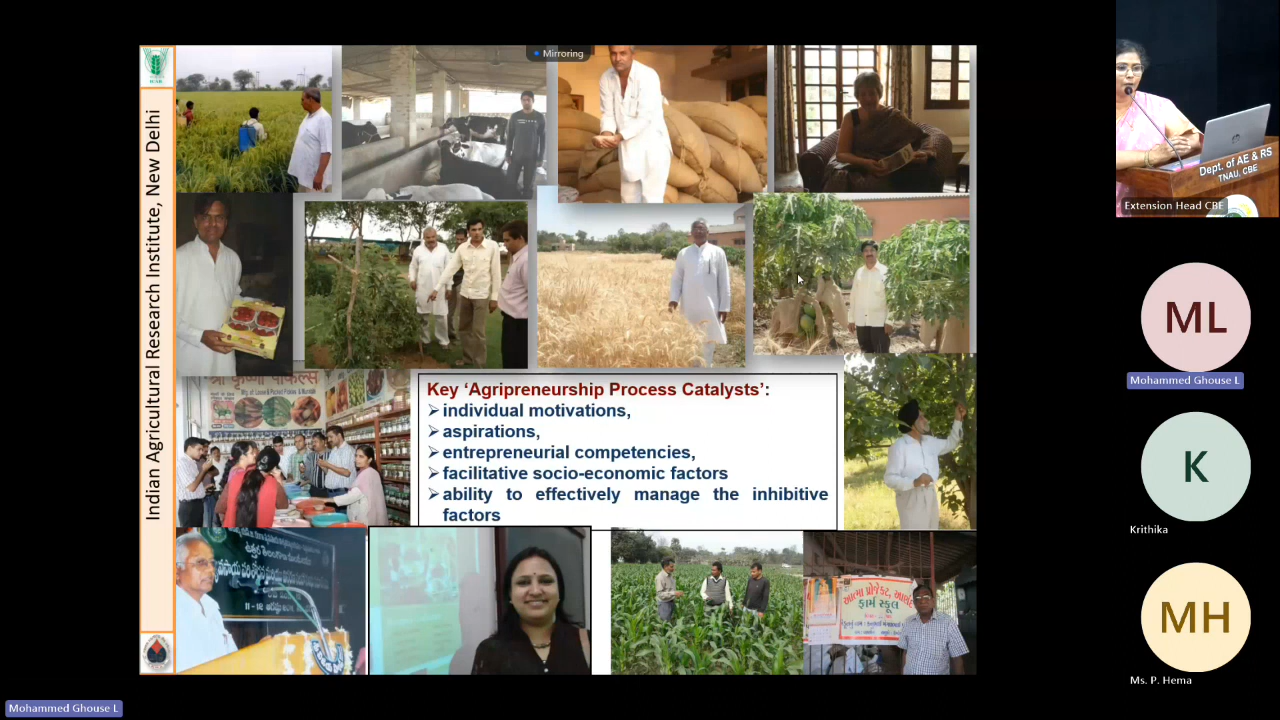 Mirroring
Indian Agricultural Research Institute, New Delhi
Key ‘Agripreneurship Process Catalysts’:
individual motivations,
aspirations,
entrepreneurial competencies,
facilitative socio-economic factors
ability to effectively manage the inhibitive
factors
Dept. of AE & RS
TNAU, CBE
Extension Head CBE
ML
Mohammed Ghouse L
K
Krithika
MH
Ms. P. Hema
Mohammed Ghouse L